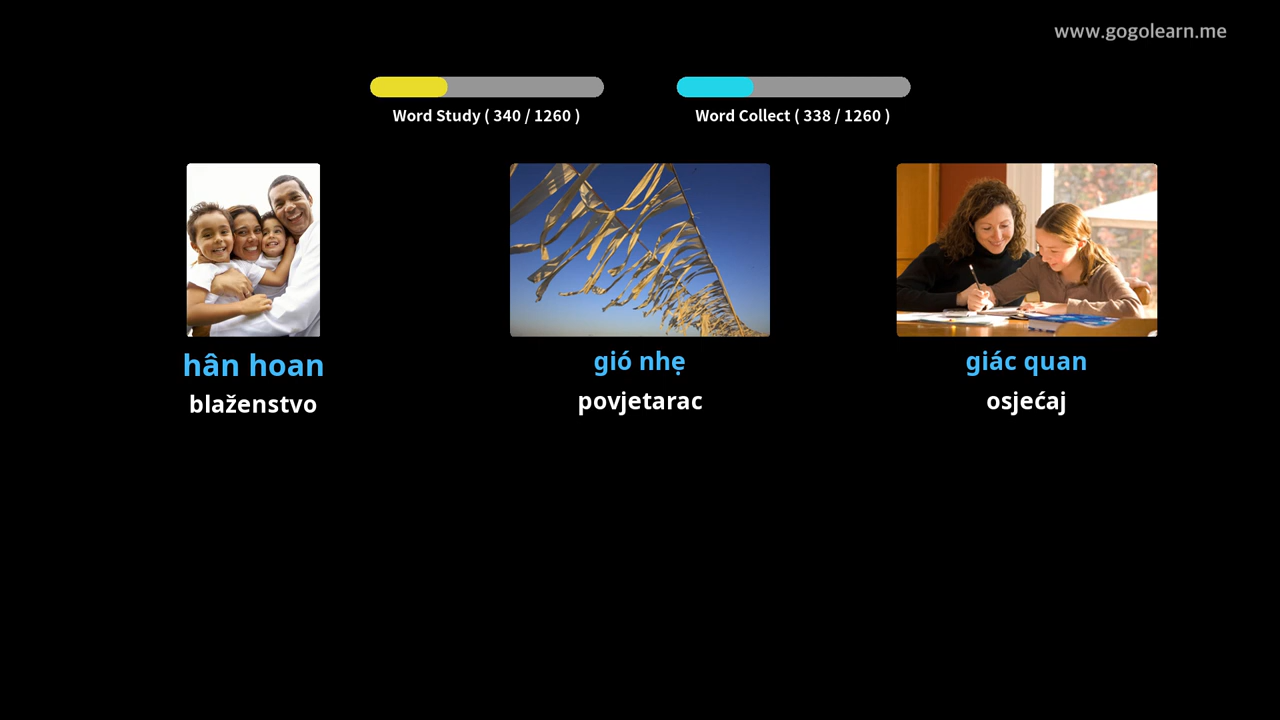 www.gogolearn.me
Word Study ( 340 / 1260 )
Word Collect ( 338 / 1260 )
hân hoan
blaženstvo
gió nhẹ
povjetarac
giác quan
osjećaj